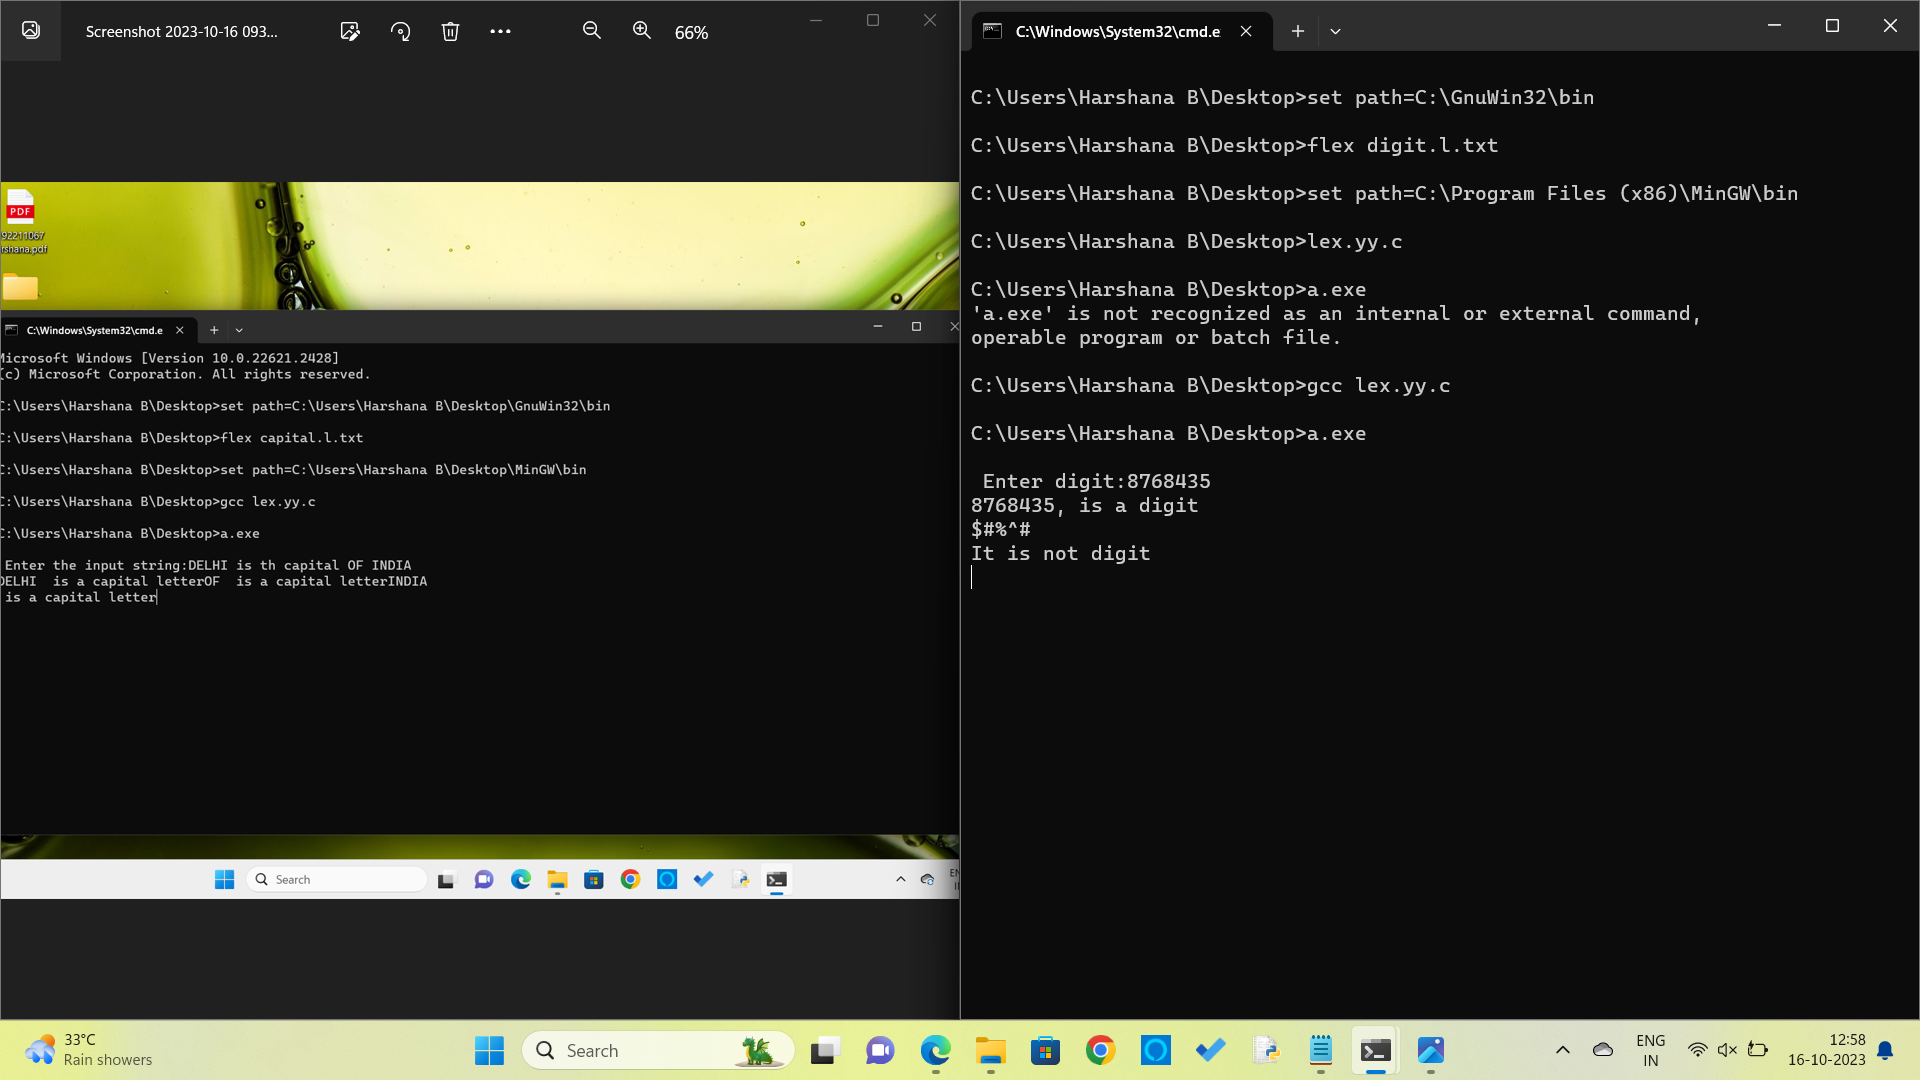 Screenshot 2023-10-16 093...
66%
PDF
92211067
rshana.pdf
C:\Windows\System32\cmd.e
Microsoft Windows [Version 10.0.22621.2428]
(c) Microsoft Corporation. All rights reserved.
C:\Users\Harshana B\Desktop>set path=C:\Users\Harshana B\Desktop\GnuWin32\bin
C:\Users\Harshana B\Desktop>flex capital.l.txt
C:\Users\Harshana B\Desktop>set path=C:\Users\Harshana B\Desktop\MinGW\bin
C:\Users\Harshana B\Desktop>gcc lex.yy.c
C:\Users\Harshana B\Desktop>a.exe
Enter the input string:DELHI is th capital OF INDIA
DELHI  is a capital letterOF  is a capital letterINDIA
is a capital letter
Search
C:\Windows\System32\cmd.e
C:\Users\Harshana B\Desktop>set path=C:\GnuWin32\bin
C:\Users\Harshana B\Desktop>flex digit.l.txt
C:\Users\Harshana B\Desktop>set path=C:\Program Files (x86)\MinGW\bin
C:\Users\Harshana B\Desktop>lex.yy.c
C:\Users\Harshana B\Desktop>a.exe
'a.exe' is not recognized as an internal or external command,
operable program or batch file.
C:\Users\Harshana B\Desktop>gcc lex.yy.c
C:\Users\Harshana B\Desktop>a.exe
Enter digit:8768435
8768435, is a digit
$#%^#
It is not digit
33°C
Rain showers
Search
ENG
IN
12:58
16-10-2023